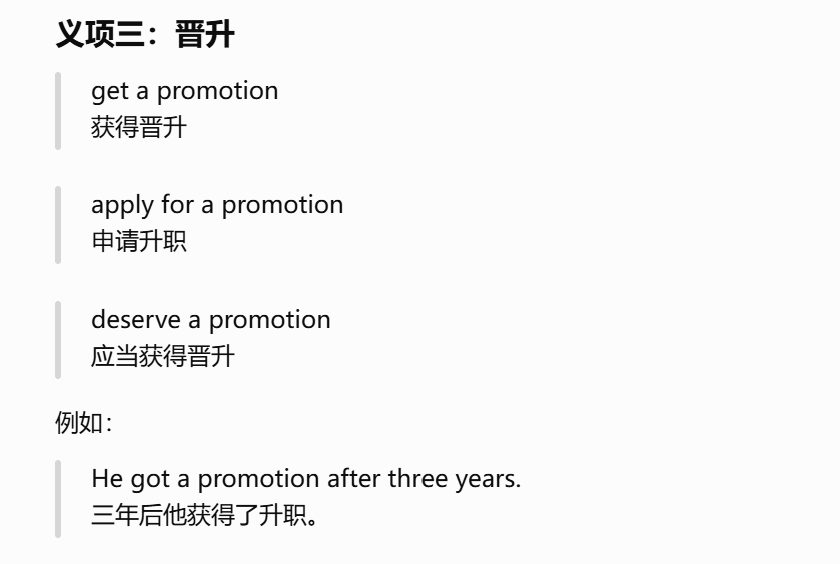 义项三：晋升
get a promotion
获得晋升
apply for a promotion
申请升职
deserve a promotion
应当获得晋升
例如：
He got a promotion after three years.
三年后他获得了升职。